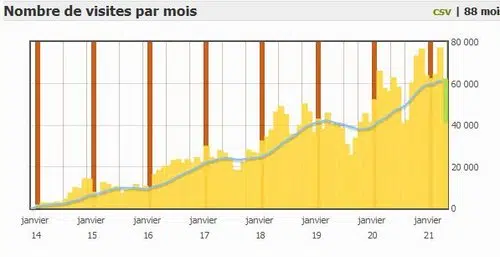 Nombre de visites par mois
csv | 88 moi
80 000
60 000
40 000
20 000
0
janvier janvier janvier janvier janvier janvier janvier janvier
14 15 16 17 18 19 20 21